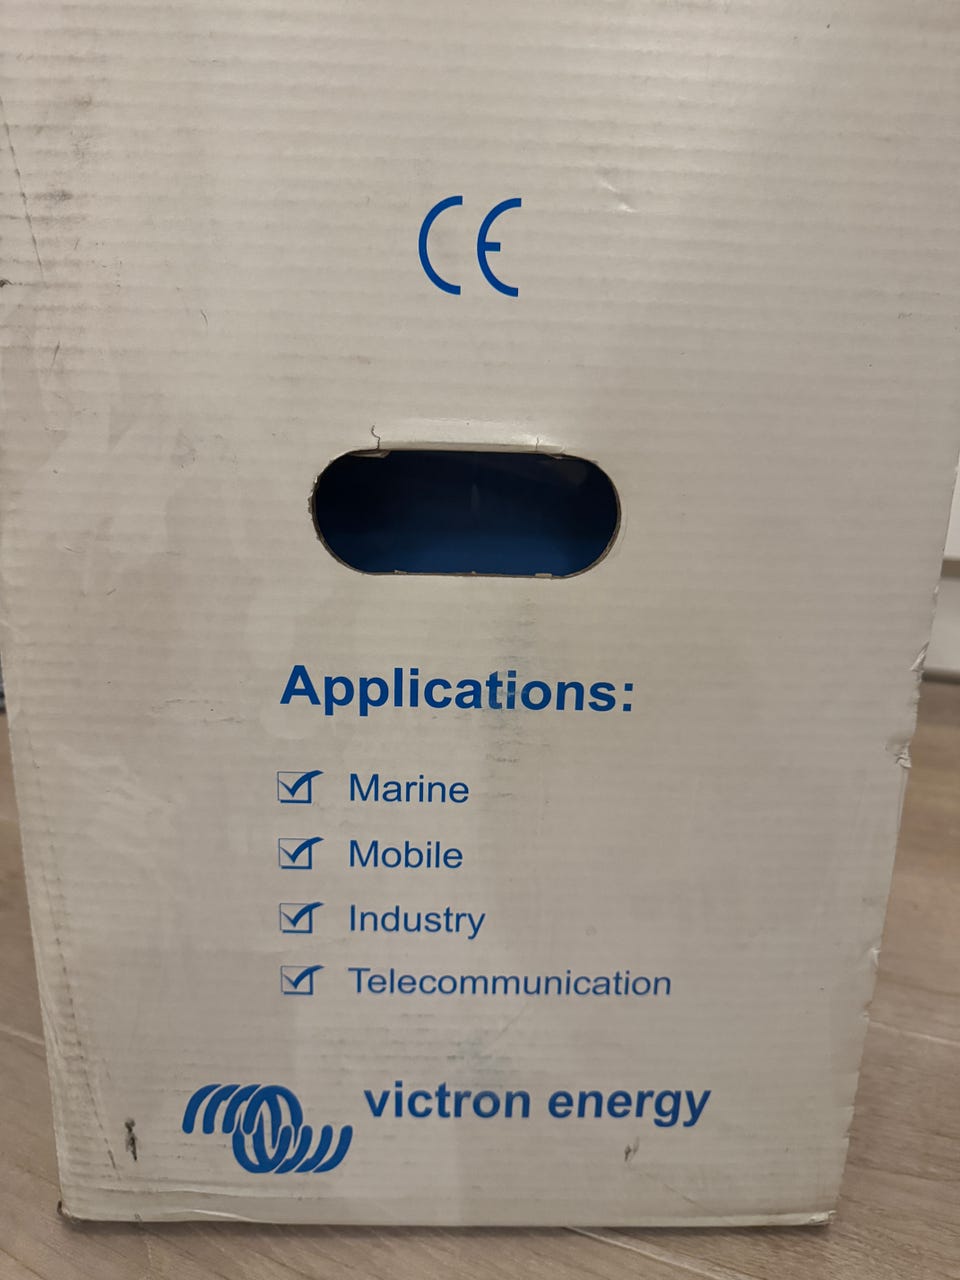 CE
Applications:
Marine
Mobile
Industry
Telecommunication
victron energy